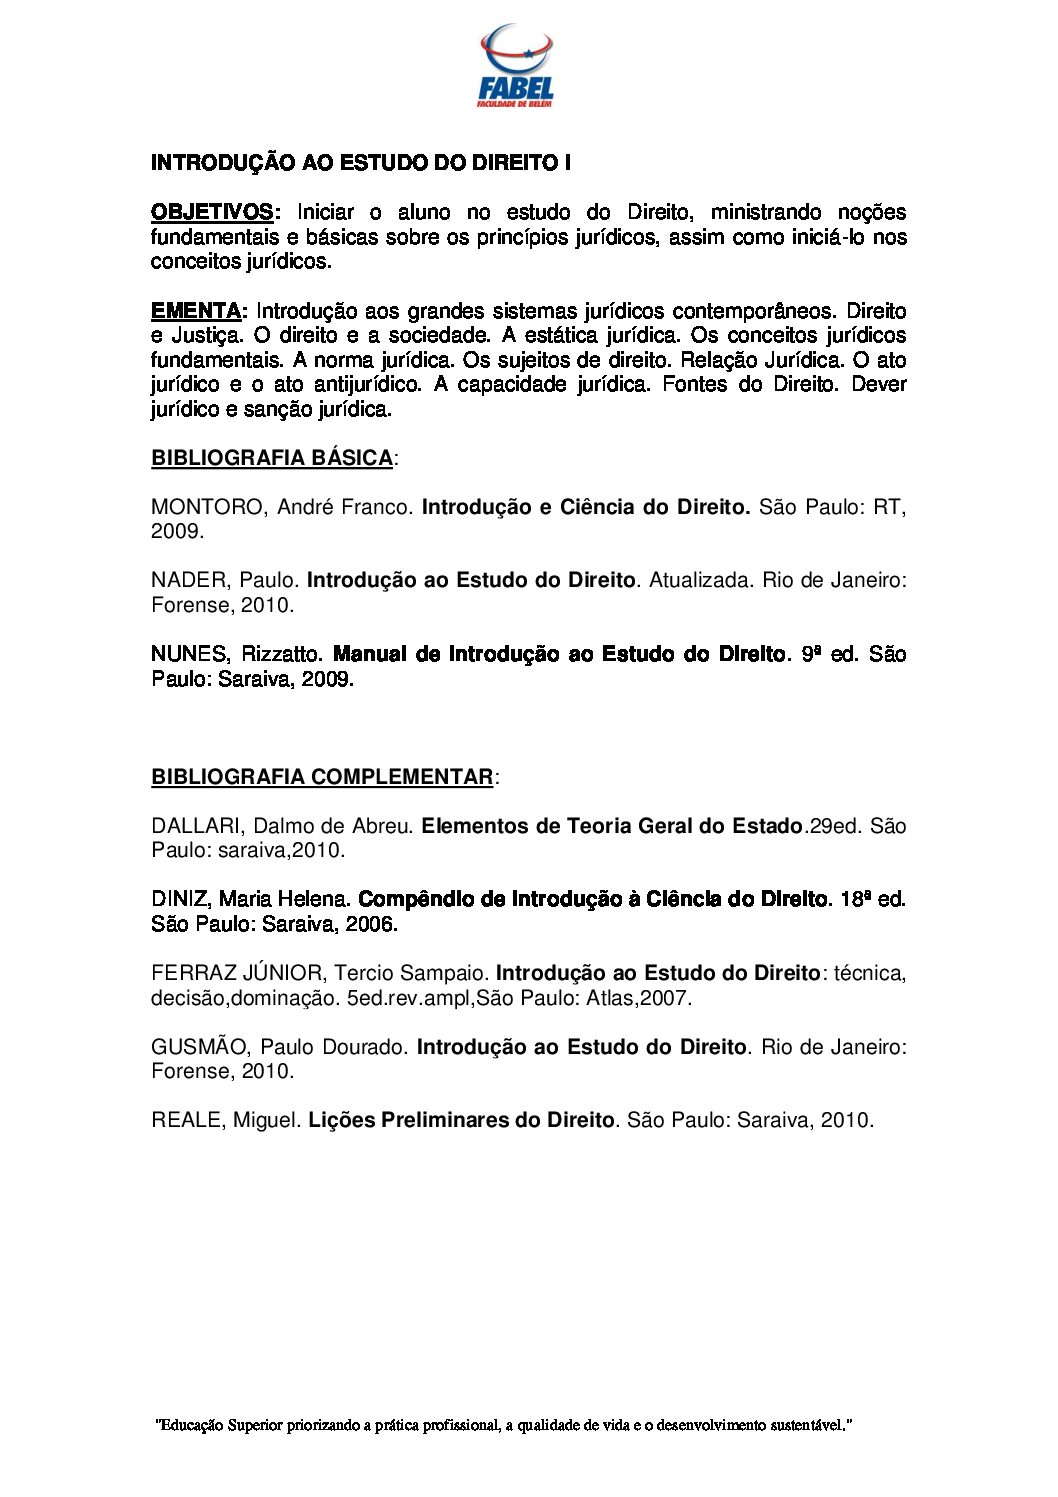 FABEL
FACULDADE DE BELÉM
INTRODUÇÃO AO ESTUDO DO DIREITO I
OBJETIVOS: Iniciar o aluno no estudo do Direito, ministrando noções
fundamentais e básicas sobre os princípios jurídicos, assim como iniciá-lo nos
conceitos jurídicos.
EMENTA: Introdução aos grandes sistemas jurídicos contemporâneos. Direito
e Justiça. O direito e a sociedade. A estática jurídica. Os conceitos jurídicos
fundamentais. A norma jurídica. Os sujeitos de direito. Relação Jurídica. O ato
jurídico e o ato antijurídico. A capacidade jurídica. Fontes do Direito. Dever
jurídico e sanção jurídica.
BIBLIOGRAFIA BÁSICA:
MONTORO, André Franco. Introdução e Ciência do Direito. São Paulo: RT,
2009.
NADER, Paulo. Introdução ao Estudo do Direito. Atualizada. Rio de Janeiro:
Forense, 2010.
NUNES, Rizzatto. Manual de Introdução ao Estudo do Direito. 9ª ed. São
Paulo: Saraiva, 2009.
BIBLIOGRAFIA COMPLEMENTAR:
DALLARI, Dalmo de Abreu. Elementos de Teoria Geral do Estado.29ed. São
Paulo: saraiva,2010.
DINIZ, Maria Helena. Compêndio de Introdução à Ciência do Direito. 18ª ed.
São Paulo: Saraiva, 2006.
FERRAZ JÚNIOR, Tercio Sampaio. Introdução ao Estudo do Direito: técnica,
decisão,dominação. 5ed.rev.ampl,São Paulo: Atlas,2007.
GUSMÃO, Paulo Dourado. Introdução ao Estudo do Direito. Rio de Janeiro:
Forense, 2010.
REALE, Miguel. Lições Preliminares do Direito. São Paulo: Saraiva, 2010.
"Educação Superior priorizando a prática profissional, a qualidade de vida e o desenvolvimento sustentável."